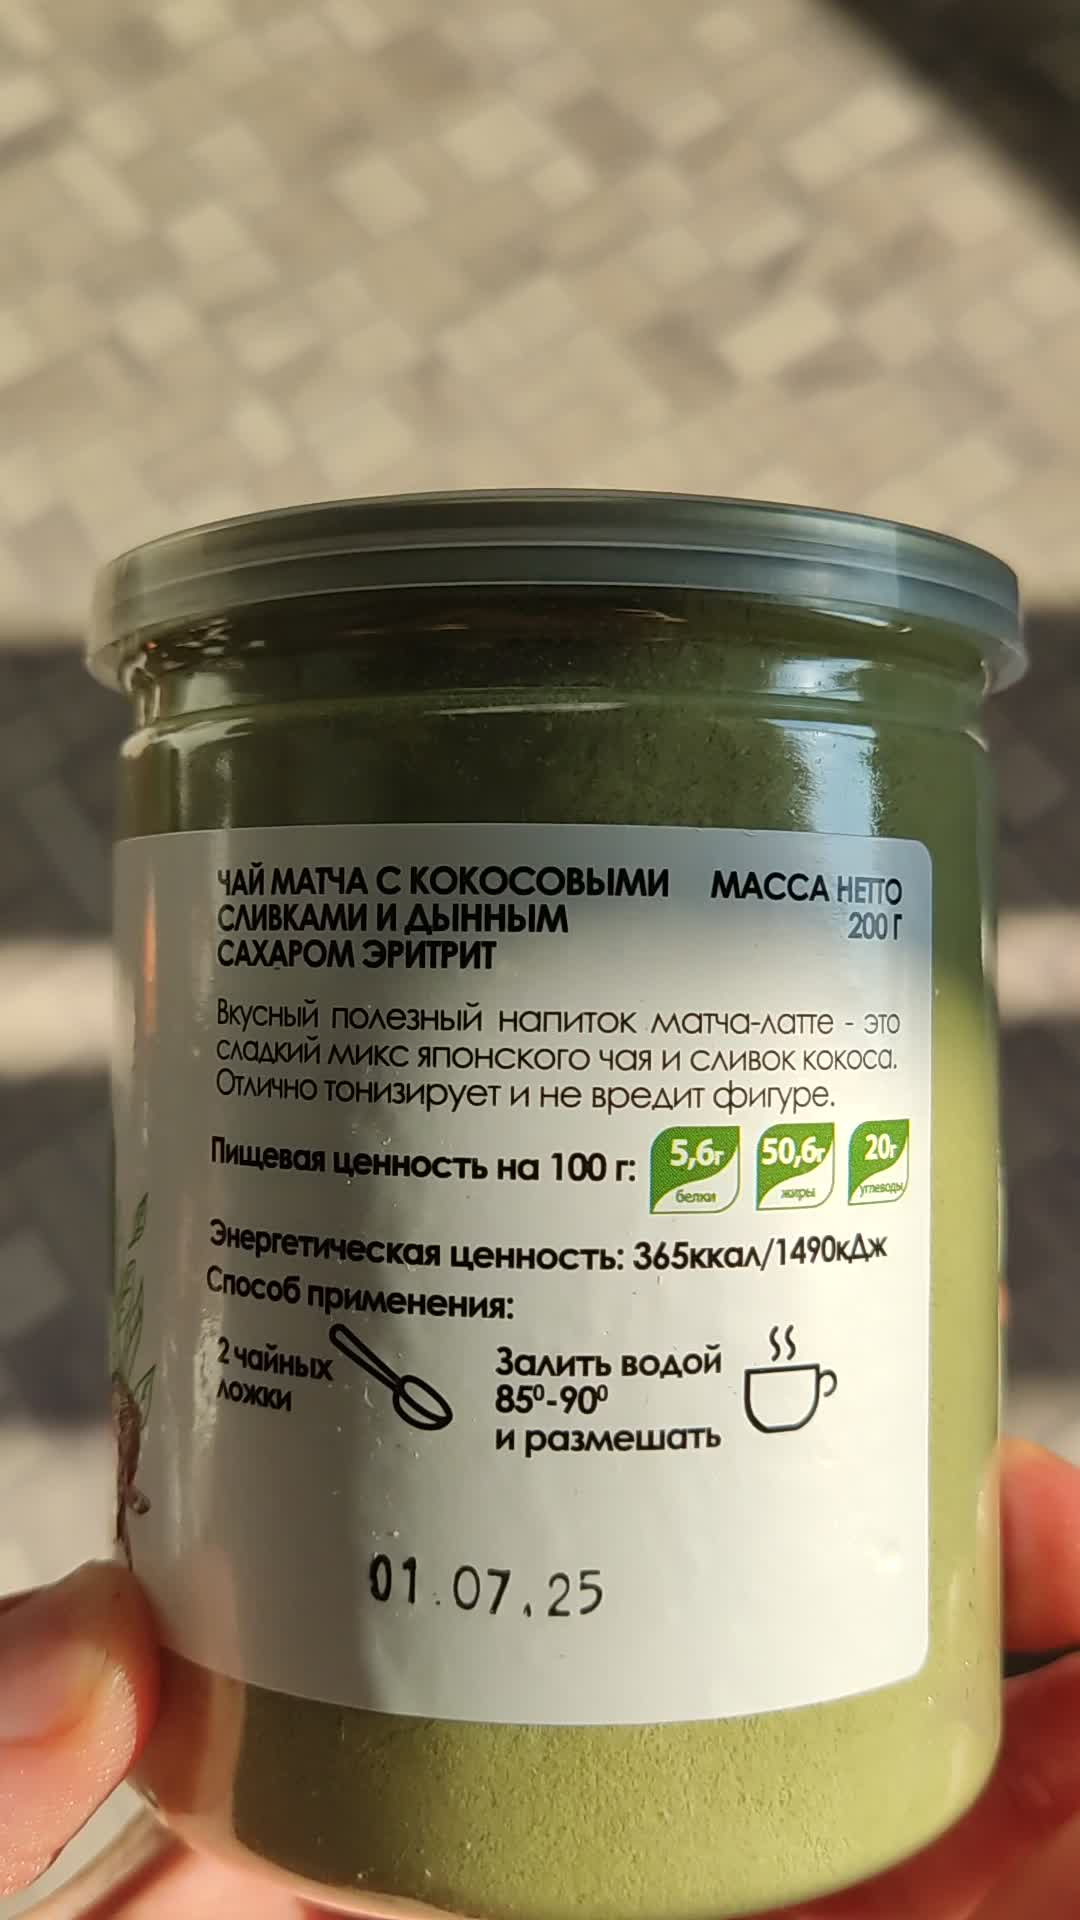 ЧАЙ МАТЧА С КОКОСОВЫМИ
СЛИВКАМИ И ДЫННЫМ
САХАРОМ ЭРИТРИТ
МАССА НЕТТО
200 Г
Вкусный полезный напиток матча-латте - это
сладкий микс японского чая и сливок кокоса.
Отлично тонизирует и не вредит фигуре.
Пищевая ценность на 100 г:
5,6г
белки
50,6г
жиры
20г
углеводы
Энергетическая ценность: 365ккал/1490кДж
Способ применения:
2 чайных
ложки
Залить водой
85⁰-90⁰
и размешать
01.07.25